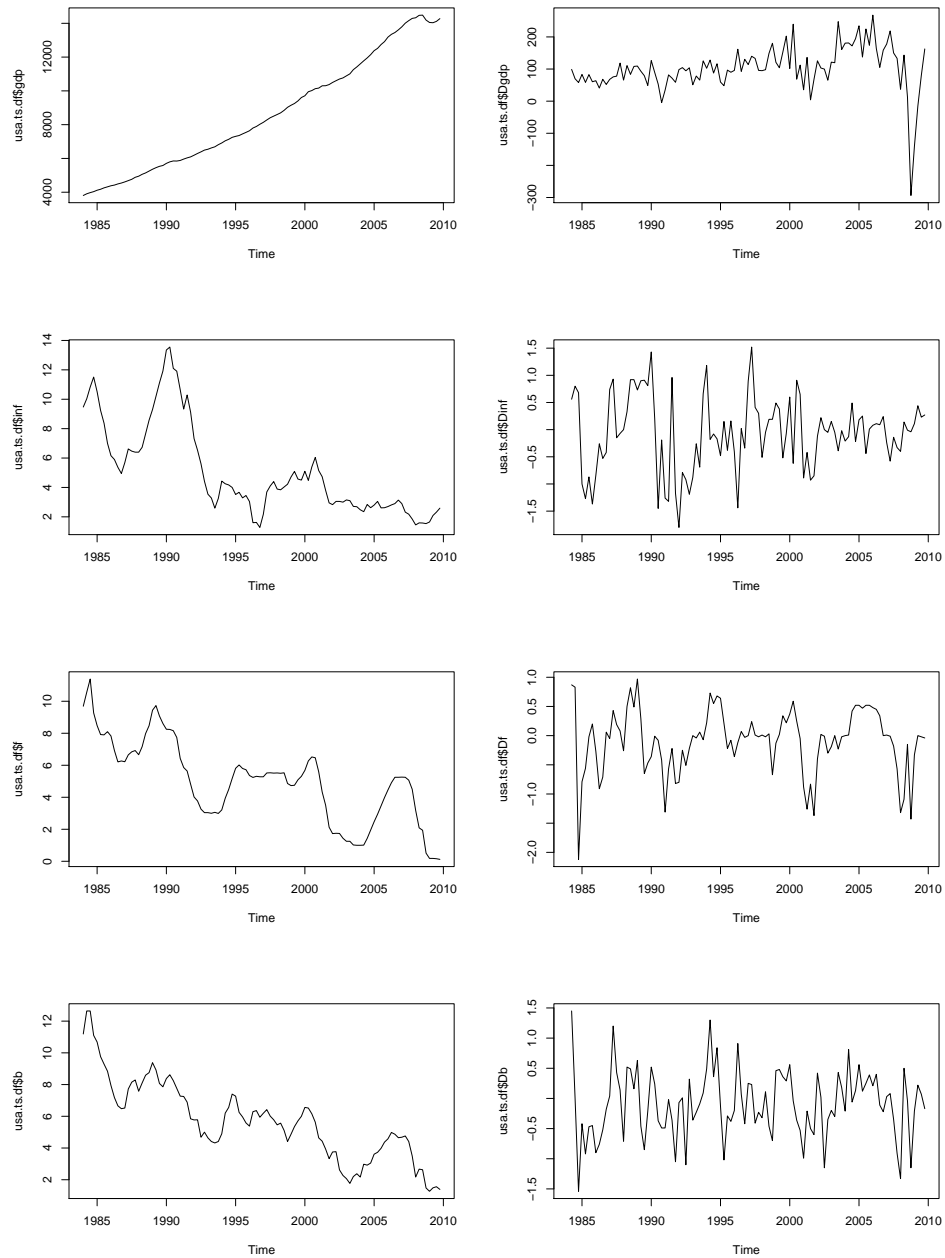 usa.ts.df$gdp
4000 8000 12000
1985 1990 1995 2000 2005 2010
Time
usa.ts.df$Dgdp
−300 −100 0 100 200
1985 1990 1995 2000 2005 2010
Time
usa.ts.df$inf
2 4 6 8 10 12 14
1985 1990 1995 2000 2005 2010
Time
usa.ts.df$Dinf
−1.5 −0.5 0.5 1.5
1985 1990 1995 2000 2005 2010
Time
usa.ts.df$f
0 2 4 6 8 10
1985 1990 1995 2000 2005 2010
Time
usa.ts.df$Df
−2.0 −1.0 0.0 0.5 1.0
1985 1990 1995 2000 2005 2010
Time
usa.ts.df$b
2 4 6 8 10 12
1985 1990 1995 2000 2005 2010
Time
usa.ts.df$Db
−1.5 −0.5 0.5 1.5
1985 1990 1995 2000 2005 2010
Time